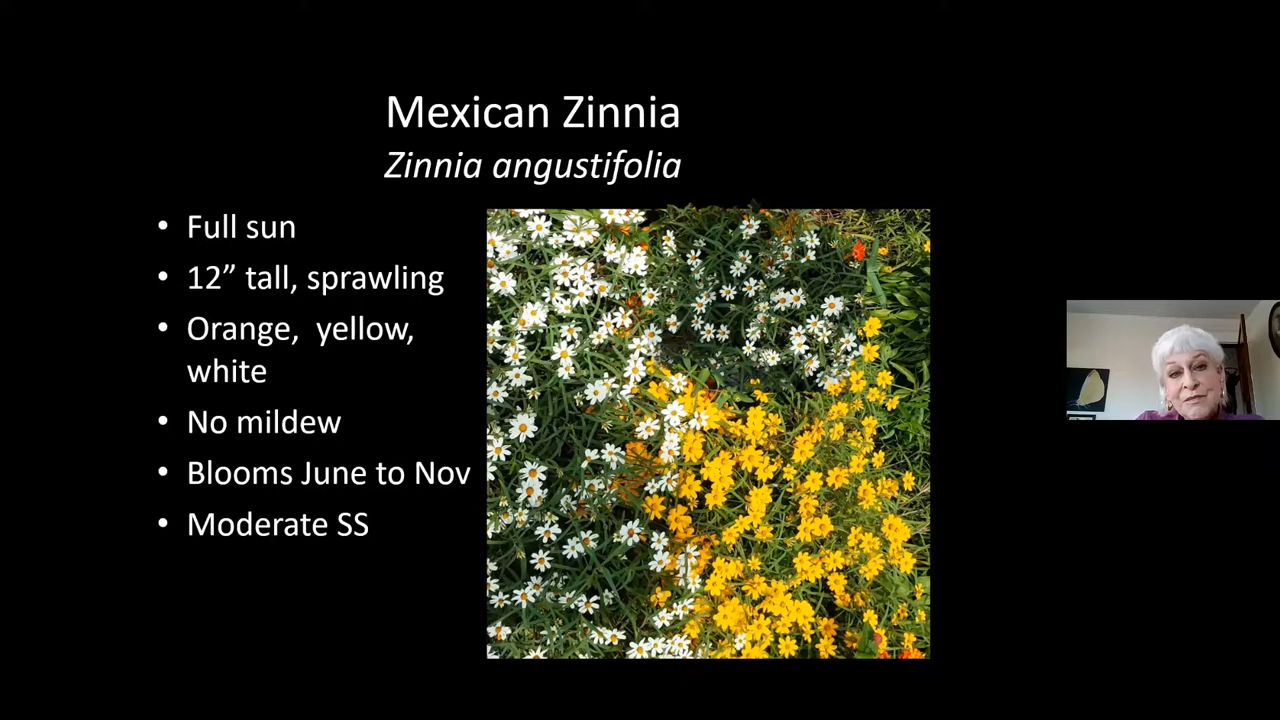 Mexican Zinnia
Zinnia angustifolia
• Full sun
• 12” tall, sprawling
• Orange,  yellow,
white
• No mildew
• Blooms June to Nov
• Moderate SS